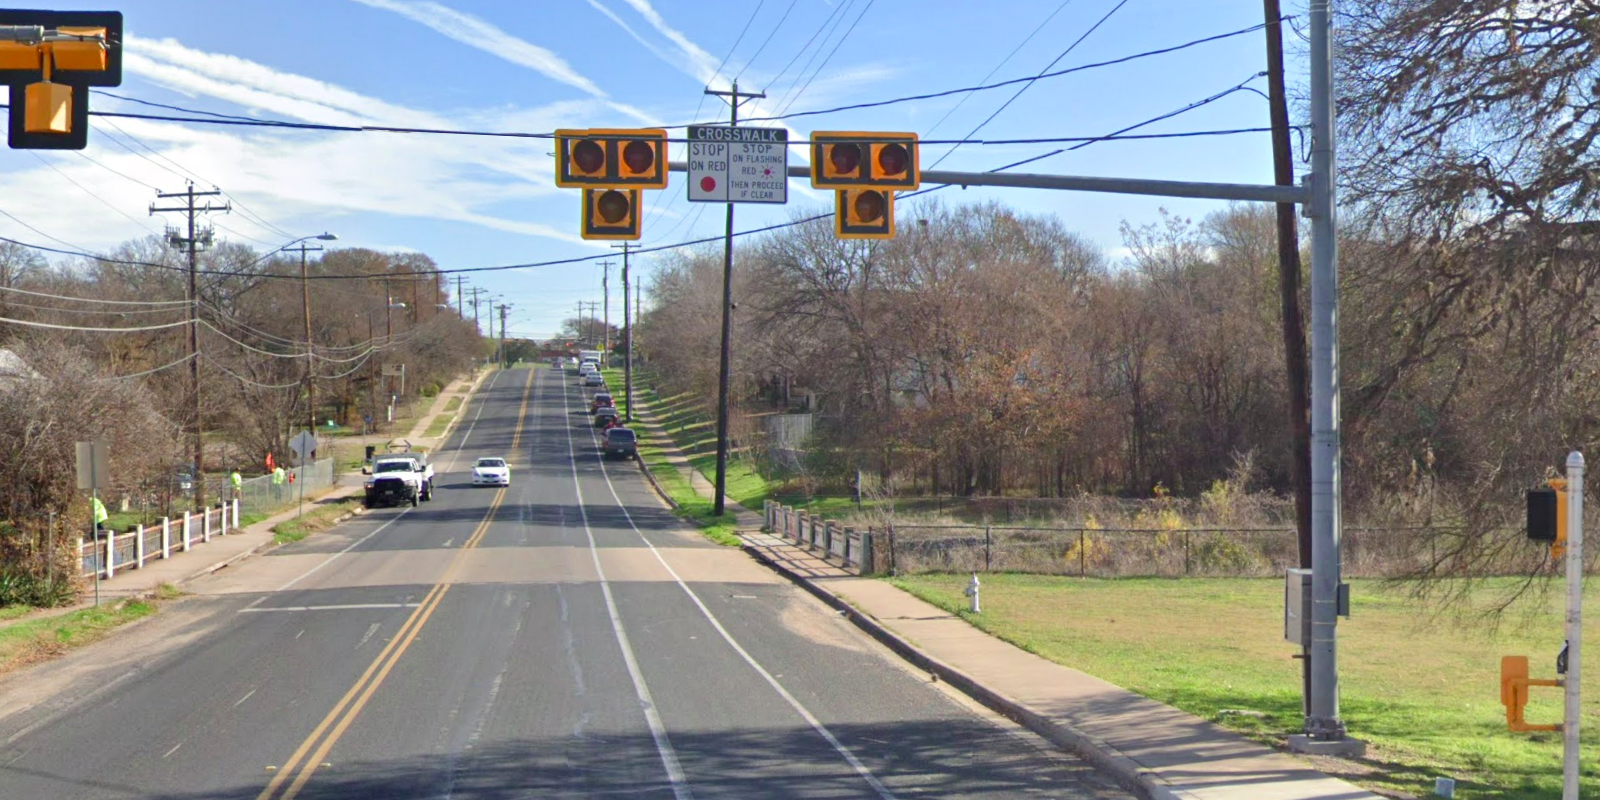 CROSSWALK
STOP
ON RED
STOP
ON FLASHING
RED
THEN PROCEED
IF CLEAR